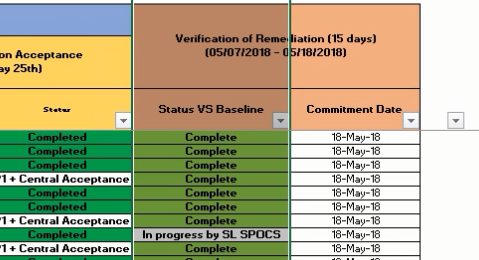 Verification of Remediation (15 days)
(05/07/2018 - 05/18/2018)
on Acceptance
ay 25th)
Status
Status VS Baseline
Commitment Date
Completed Complete 18-May-18
Completed Complete 18-May-18
Completed Complete 18-May-18
1 + Central Acceptance Complete 18-May-18
Completed Complete 18-May-18
Completed Complete 18-May-18
1 + Central Acceptance Complete 18-May-18
Completed In progress by SL SPOCS 18-May-18
1 + Central Acceptance Complete 18-May-18